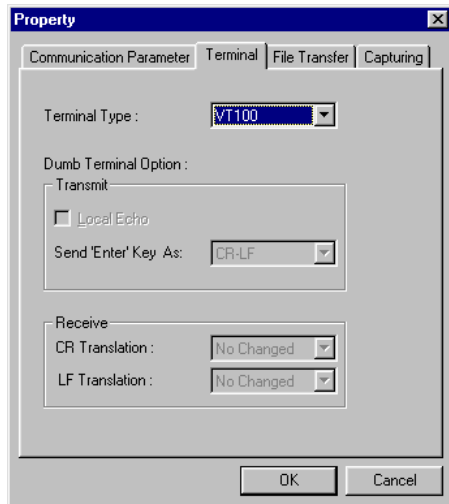 Property
Communication Parameter Terminal File Transfer Capturing
Terminal Type : VT100
Dumb Terminal Option :
Transmit
Local Echo
Send 'Enter' Key As: CR-LF
Receive
CR Translation : No Changed
LF Translation : No Changed
OK Cancel